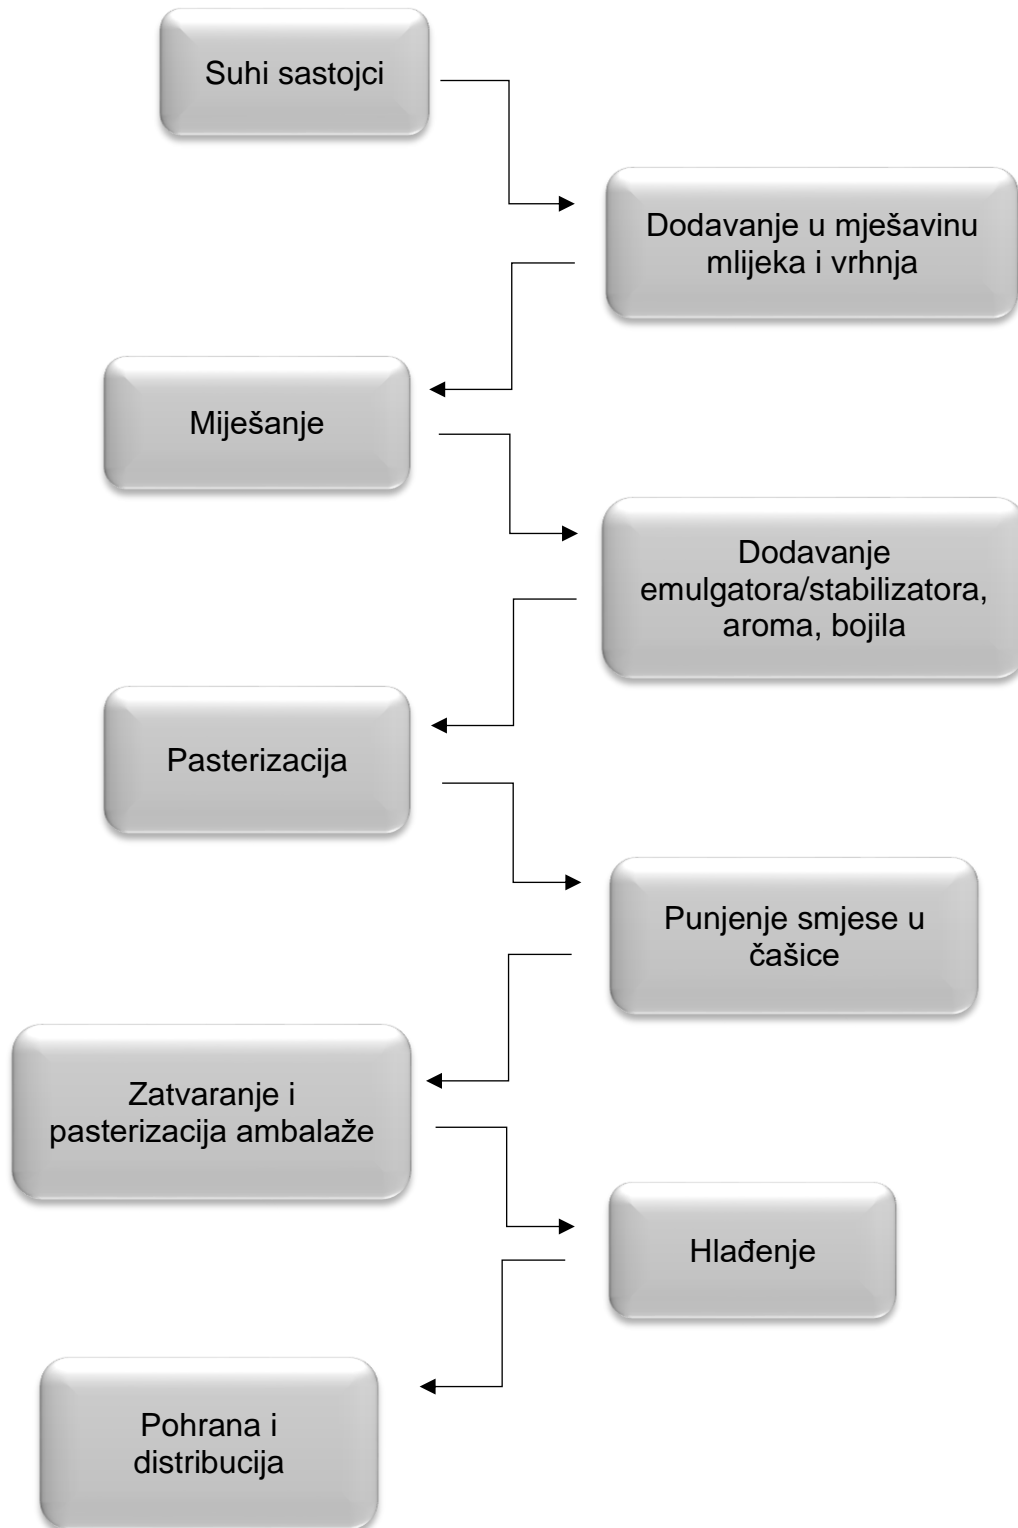 Suhi sastojci
Dodavanje u mješavinu
mlijeka i vrhnja
Miješanje
Dodavanje
emulgatora/stabilizatora,
aroma, bojila
Pasterizacija
Punjenje smjese u
čašice
Zatvaranje i
pasterizacija ambalaže
Hlađenje
Pohrana i
distribucija